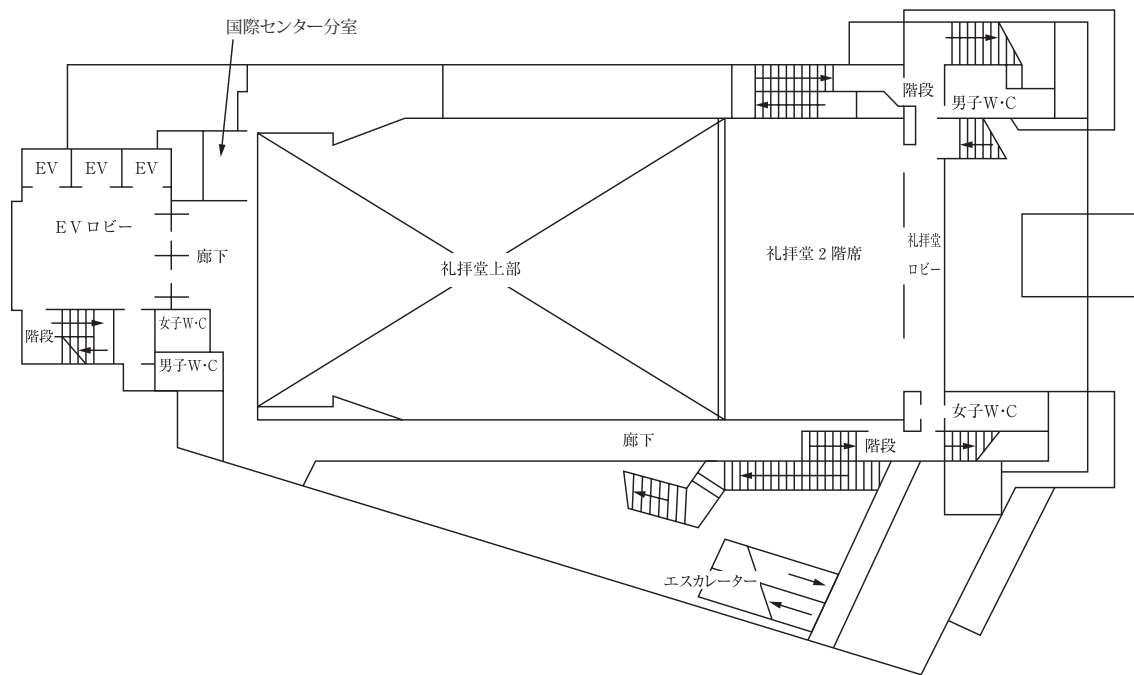 国際センター分室
階段
男子W・C
EV
EV
EV
EVロビー
廊下
礼拝堂上部
礼拝堂2階席
礼拝堂
ロビー
階段
女子W・C
男子W・C
廊下
階段
女子W・C
エスカレーター